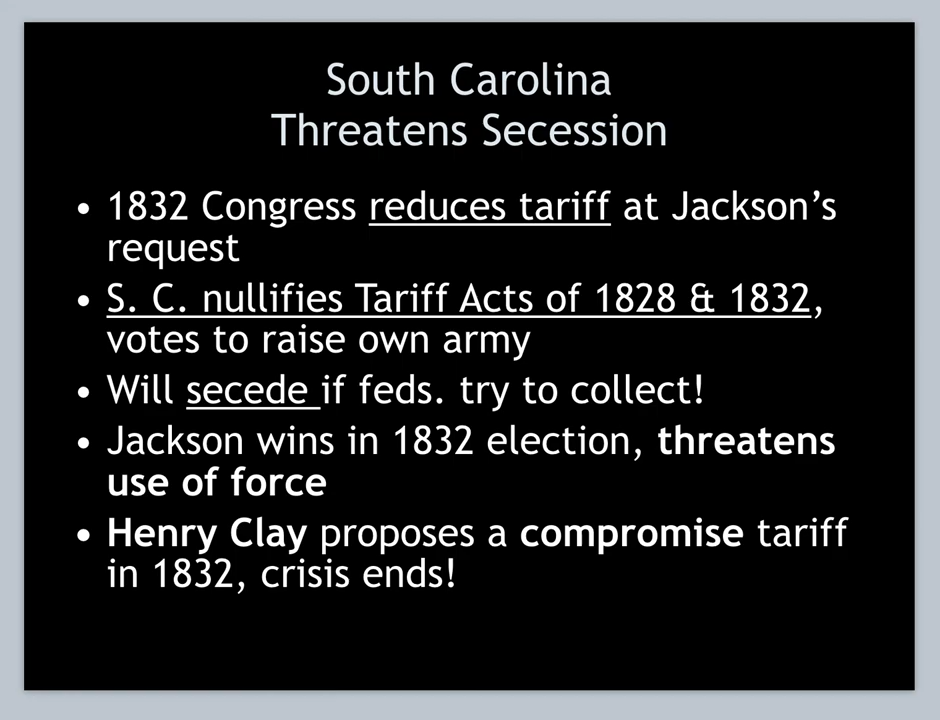 South Carolina
Threatens Secession
• 1832 Congress reduces tariff at Jackson’s
request
• S. C. nullifies Tariff Acts of 1828 & 1832,
votes to raise own army
• Will secede if feds. try to collect!
• Jackson wins in 1832 election, threatens
use of force
• Henry Clay proposes a compromise tariff
in 1832, crisis ends!